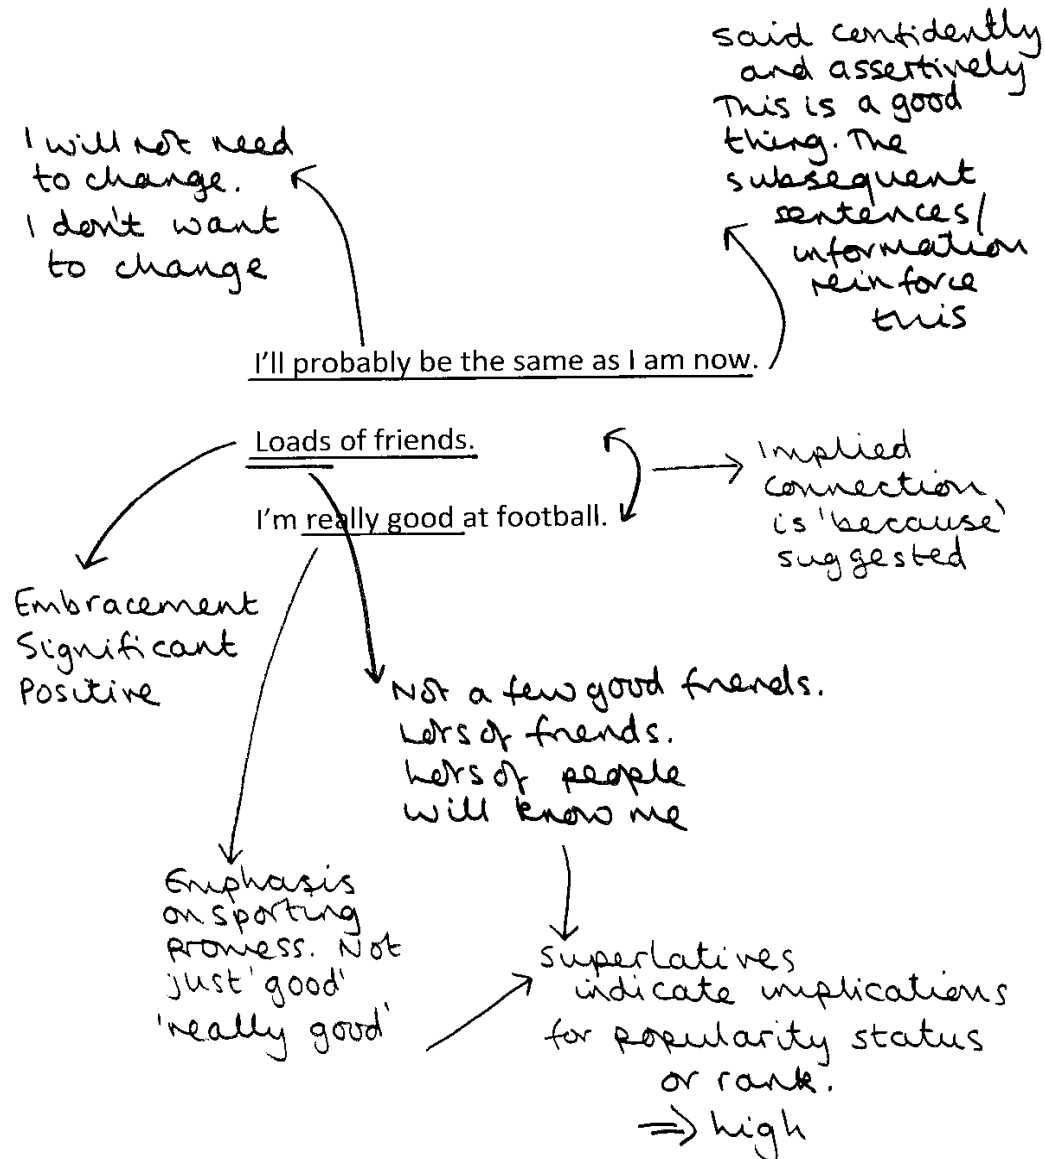 said confidently
and assertively
This is a good
thing. The
subsequent
sentences/
information
reinforce
this
I will not need
to change.
I don't want
to change
I'll probably be the same as I am now.
Loads of friends.
I'm really good at football.
Implied
connection
is 'because'
suggested
Embracement
Significant
Positive
Not a few good friends.
Lots of friends.
Lots of people
will know me
Emphasis
on sporting
prowess. Not
just 'good'
'really good'
superlatives
indicate implications
for popularity status
or rank.
⇒ high